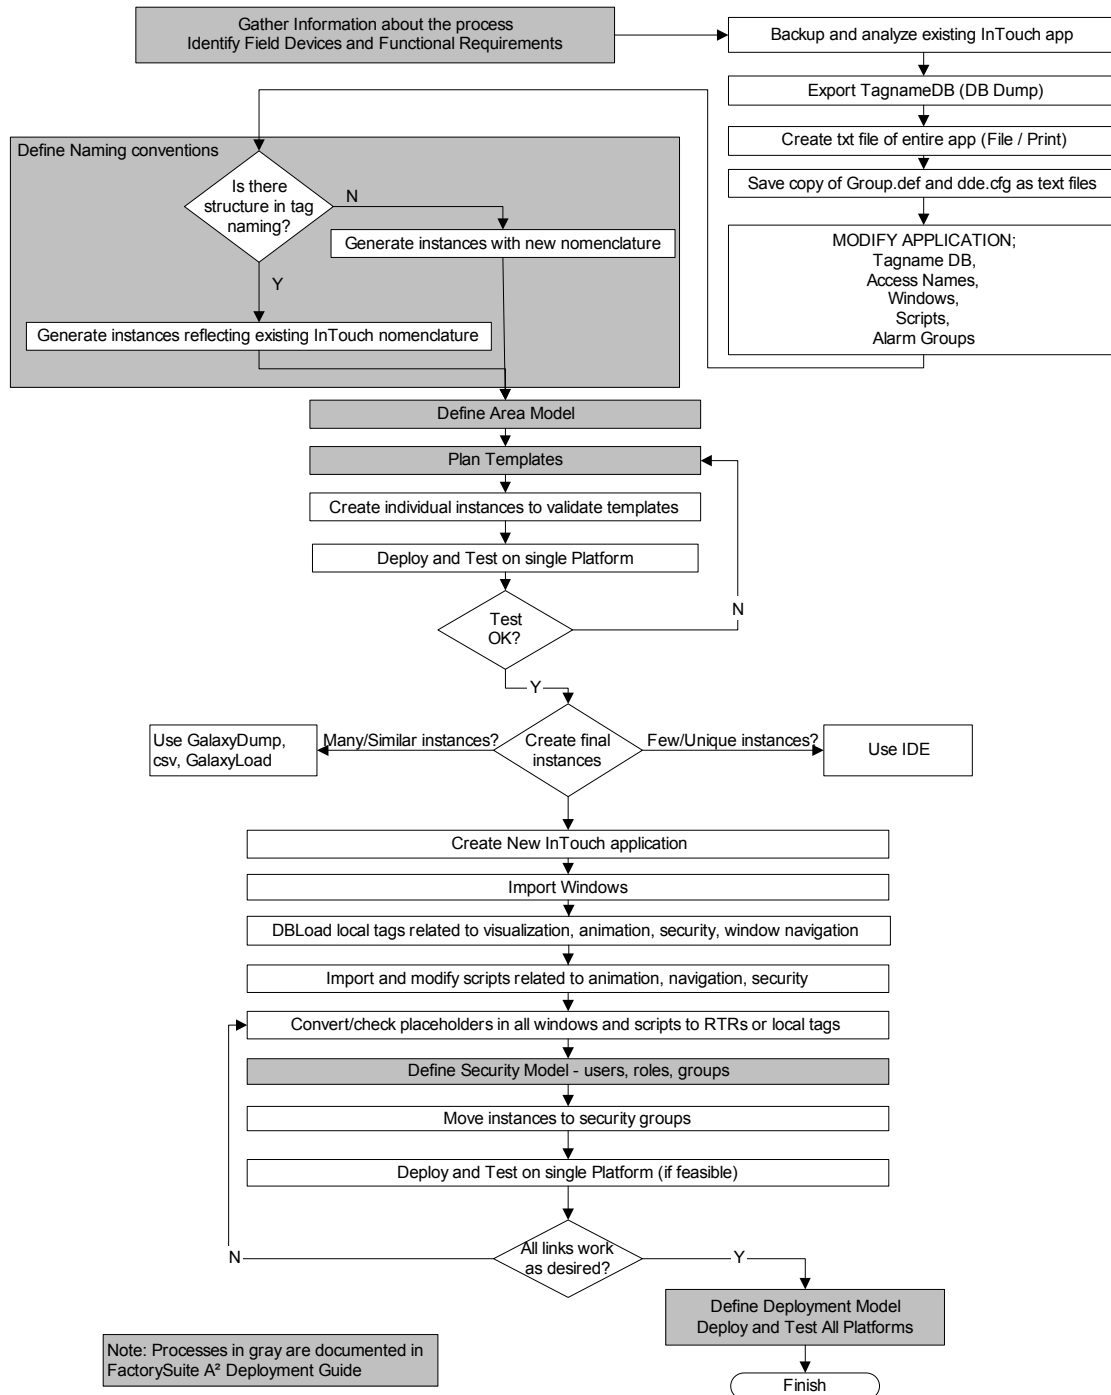 Gather Information about the process
Identify Field Devices and Functional Requirements
Backup and analyze existing InTouch app
Export TagnameDB (DB Dump)
Create txt file of entire app (File / Print)
Save copy of Group.def and dde.cfg as text files
MODIFY APPLICATION;
Tagname DB,
Access Names,
Windows,
Scripts,
Alarm Groups
Define Naming conventions
Is there
structure in tag
naming?
N
Generate instances with new nomenclature
Y
Generate instances reflecting existing InTouch nomenclature
Define Area Model
Plan Templates
Create individual instances to validate templates
Deploy and Test on single Platform
N
Test
OK?
Y
Use GalaxyDump,
csv, GalaxyLoad
Many/Similar instances?
Create final
instances
Few/Unique instances?
Use IDE
Create New InTouch application
Import Windows
DBLoad local tags related to visualization, animation, security, window navigation
Import and modify scripts related to animation, navigation, security
Convert/check placeholders in all windows and scripts to RTRs or local tags
Define Security Model - users, roles, groups
Move instances to security groups
Deploy and Test on single Platform (if feasible)
N
All links work
as desired?
Y
Define Deployment Model
Deploy and Test All Platforms
Note: Processes in gray are documented in
FactorySuite A² Deployment Guide
Finish